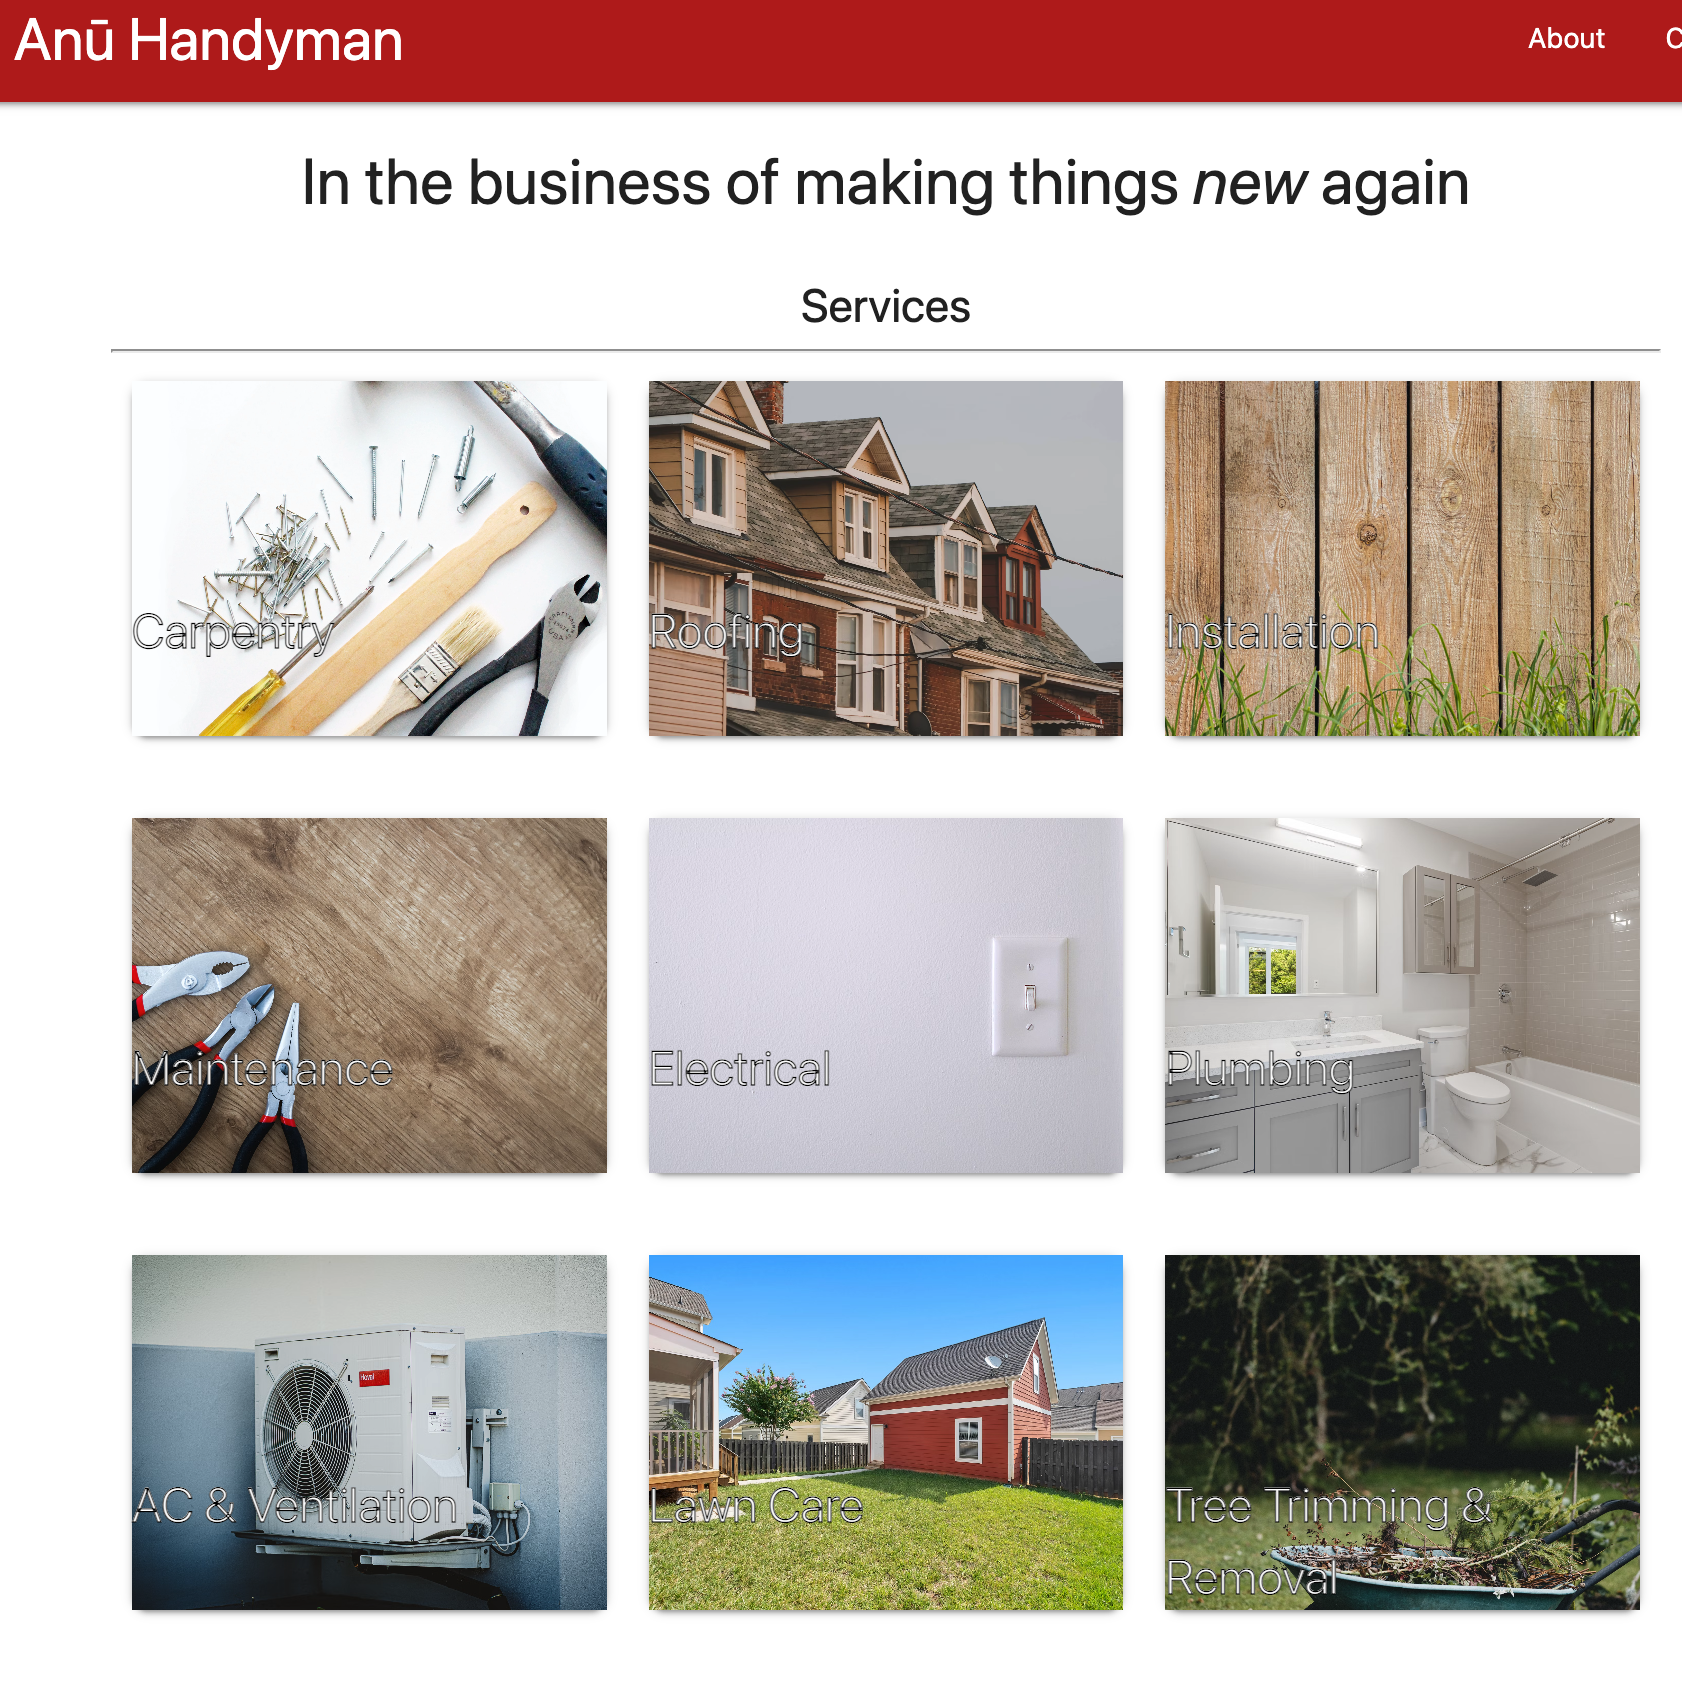 Anū Handyman
About
In the business of making things new again
Services
Carpentry
Roofing
Installation
Maintenance
Electrical
Plumbing
AC & Ventilation
Lawn Care
Tree Trimming &
Removal